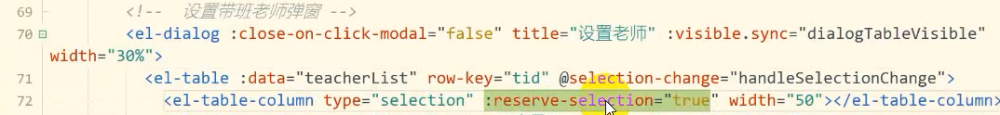 69 <!-- 设置带班老师弹窗 -->
70 <el-dialog :close-on-click-modal="false" title="设置老师" :visible.sync="dialogTableVisible"
width="30%">
71 <el-table :data="teacherList" row-key="tid" @selection-change="handleSelectionChange">
72 <el-table-column type="selection" :reserve-selection="true" width="50"></el-table-column>